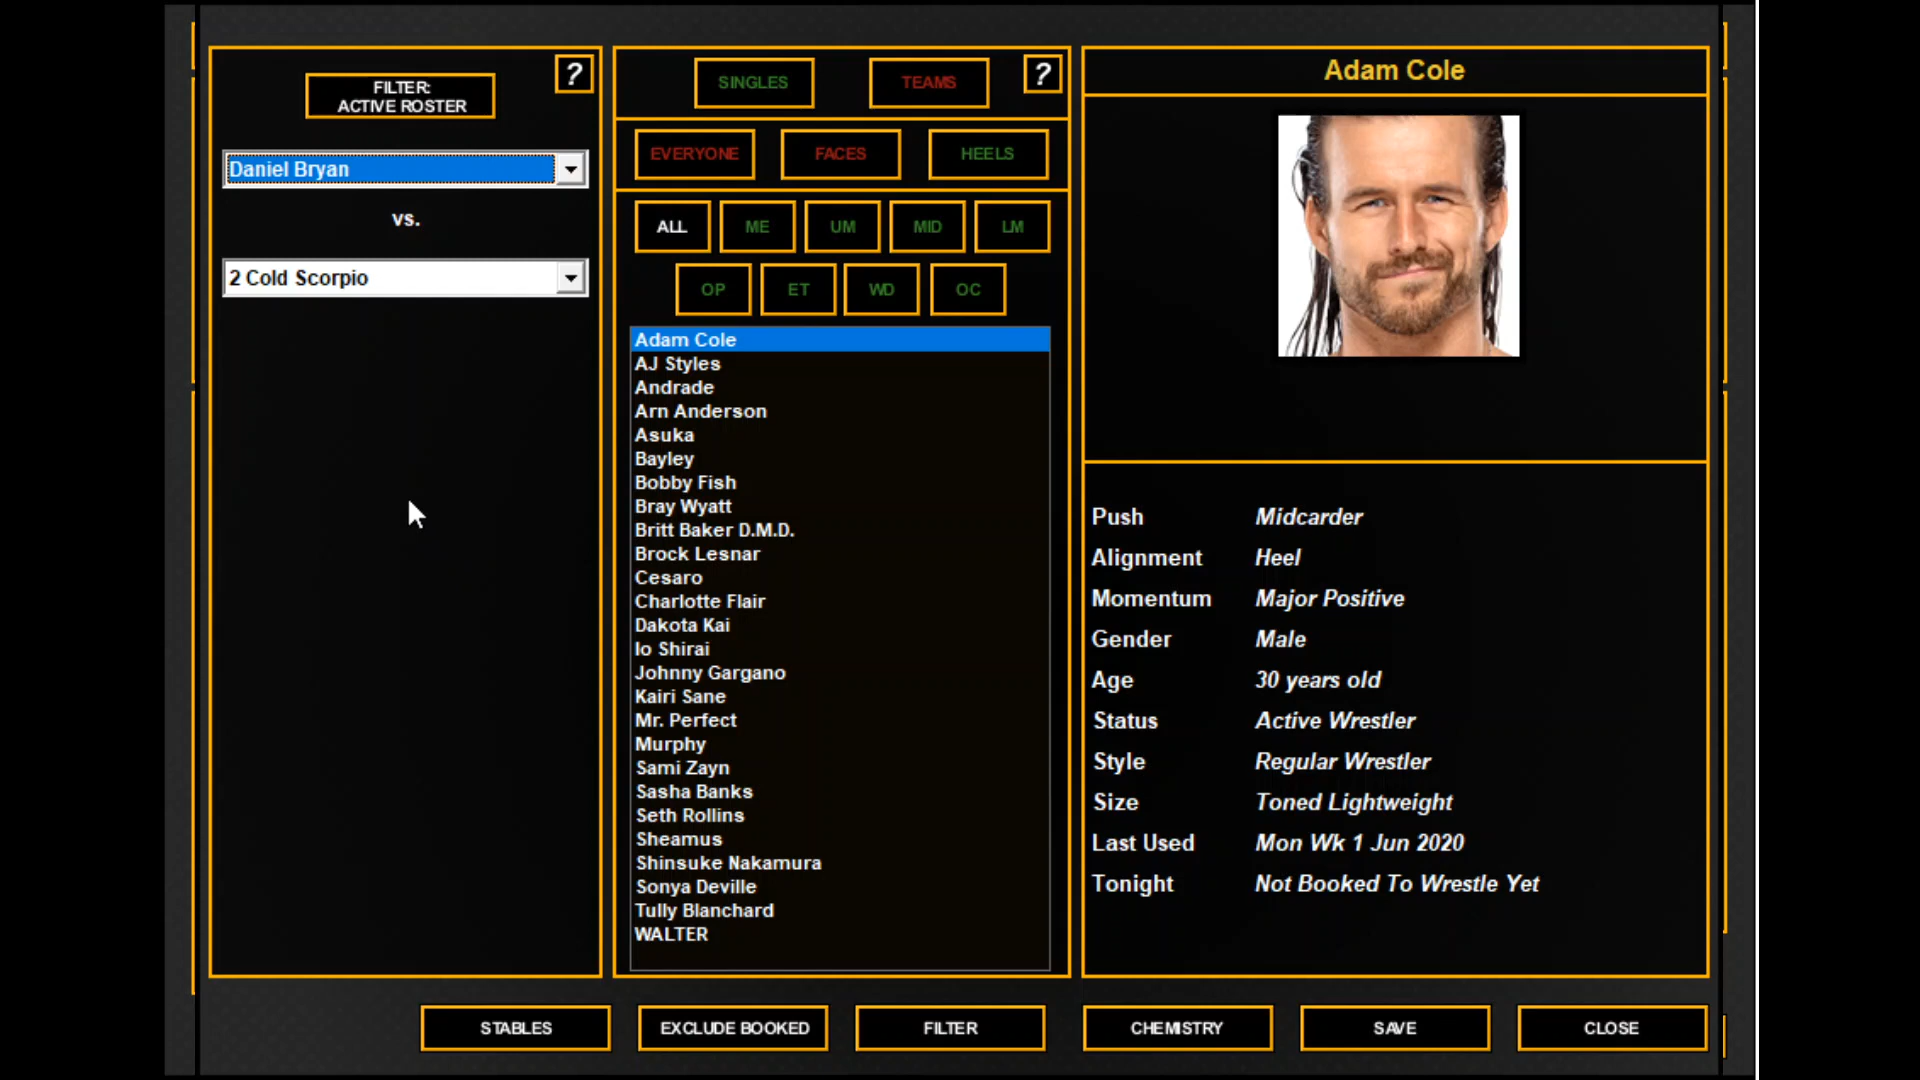 FILTER:
ACTIVE ROSTER
?
Daniel Bryan
vs.
2 Cold Scorpio
SINGLES
TEAMS
?
EVERYONE
FACES
HEELS
ALL
ME
UM
MID
LM
OP
ET
WD
OC
Adam Cole
AJ Styles
Andrade
Arn Anderson
Asuka
Bayley
Bobby Fish
Bray Wyatt
Britt Baker D.M.D.
Brock Lesnar
Cesaro
Charlotte Flair
Dakota Kai
Io Shirai
Johnny Gargano
Kairi Sane
Mr. Perfect
Murphy
Sami Zayn
Sasha Banks
Seth Rollins
Sheamus
Shinsuke Nakamura
Sonya Deville
Tully Blanchard
WALTER
Adam Cole
Push Midcarder
Alignment Heel
Momentum Major Positive
Gender Male
Age 30 years old
Status Active Wrestler
Style Regular Wrestler
Size Toned Lightweight
Last Used Mon Wk 1 Jun 2020
Tonight Not Booked To Wrestle Yet
STABLES
EXCLUDE BOOKED
FILTER
CHEMISTRY
SAVE
CLOSE